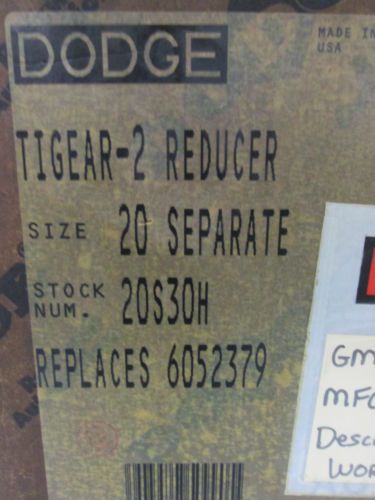 DODGE
MADE IN
USA
TIGEAR-2 REDUCER
SIZE 20 SEPARATE
STOCK
NUM. 20S30H
REPLACES 6052379
GM
MFG
Desc
WOR